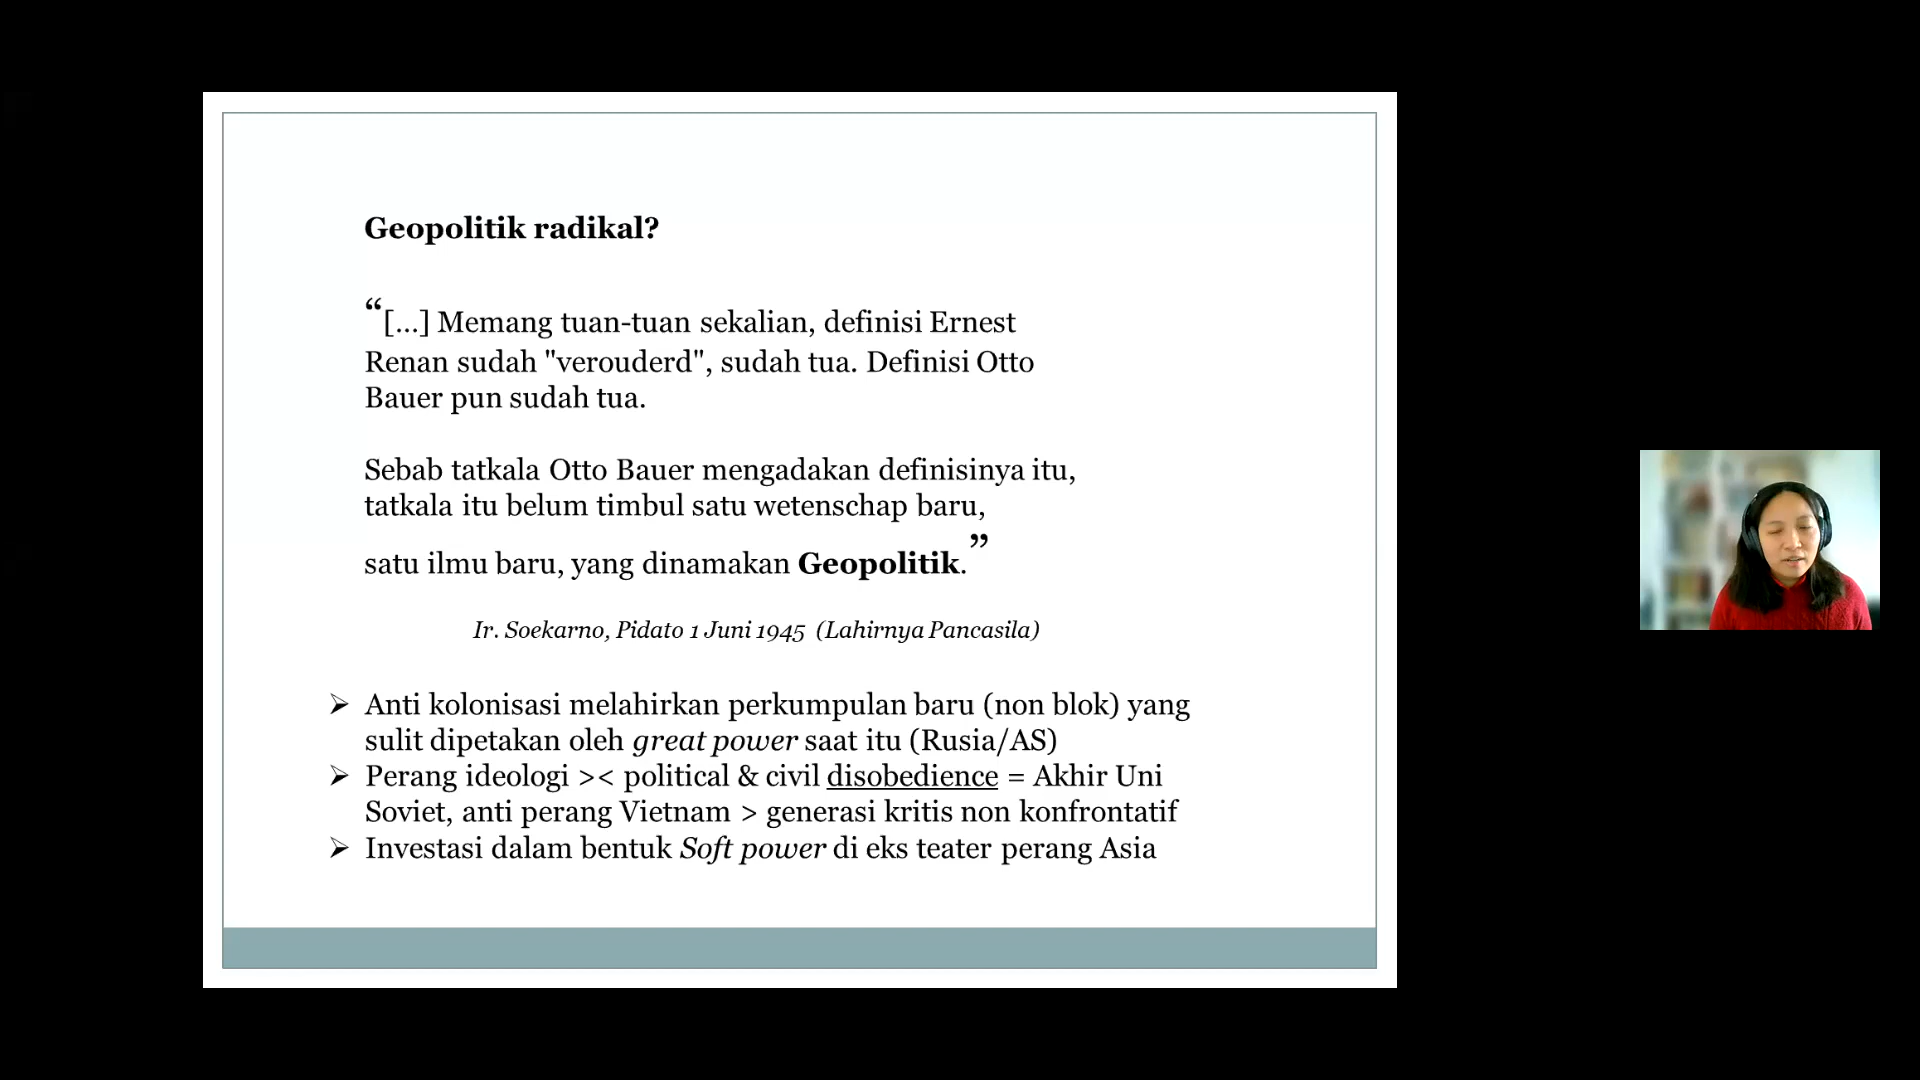 Geopolitik radikal?
“[...] Memang tuan-tuan sekalian, definisi Ernest
Renan sudah "verouderd", sudah tua. Definisi Otto
Bauer pun sudah tua.
Sebab tatkala Otto Bauer mengadakan definisinya itu,
tatkala itu belum timbul satu wetenschap baru,
satu ilmu baru, yang dinamakan Geopolitik.”
Ir. Soekarno, Pidato 1 Juni 1945 (Lahirnya Pancasila)
➢ Anti kolonisasi melahirkan perkumpulan baru (non blok) yang
sulit dipetakan oleh great power saat itu (Rusia/AS)
➢ Perang ideologi >< political & civil disobedience = Akhir Uni
Soviet, anti perang Vietnam > generasi kritis non konfrontatif
➢ Investasi dalam bentuk Soft power di eks teater perang Asia